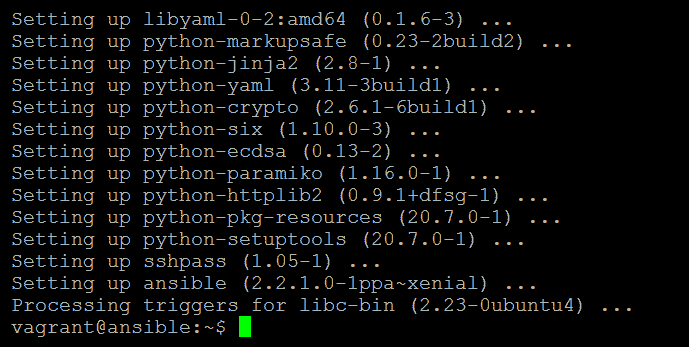 Setting up libyaml-0-2:amd64 (0.1.6-3) ...
Setting up python-markupsafe (0.23-2build2) ...
Setting up python-jinja2 (2.8-1) ...
Setting up python-yaml (3.11-3build1) ...
Setting up python-crypto (2.6.1-6build1) ...
Setting up python-six (1.10.0-3) ...
Setting up python-ecdsa (0.13-2) ...
Setting up python-paramiko (1.16.0-1) ...
Setting up python-httplib2 (0.9.1+dfsg-1) ...
Setting up python-pkg-resources (20.7.0-1) ...
Setting up python-setuptools (20.7.0-1) ...
Setting up sshpass (1.05-1) ...
Setting up ansible (2.2.1.0-1ppa~xenial) ...
Processing triggers for libc-bin (2.23-0ubuntu4) ...
vagrant@ansible:~$